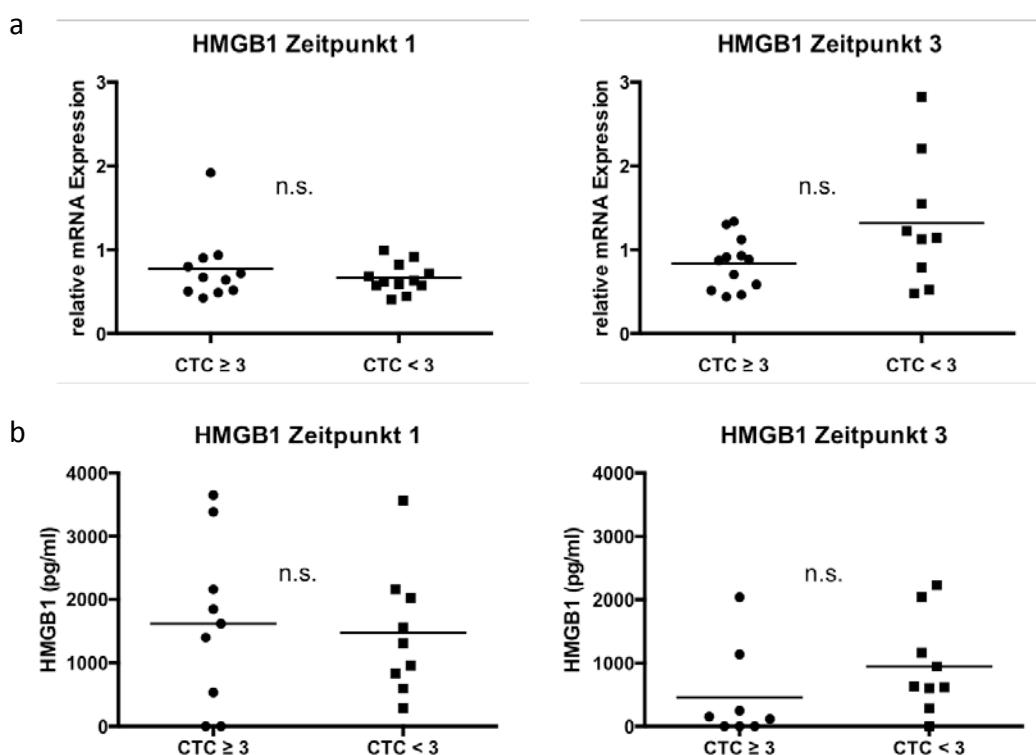 a
HMGB1 Zeitpunkt 1
relative mRNA Expression
3
2
1
0
n.s.
CTC ≥ 3
CTC < 3
HMGB1 Zeitpunkt 3
relative mRNA Expression
3
2
1
0
n.s.
CTC ≥ 3
CTC < 3
b
HMGB1 Zeitpunkt 1
HMGB1 (pg/ml)
4000
3000
2000
1000
0
n.s.
CTC ≥ 3
CTC < 3
HMGB1 Zeitpunkt 3
HMGB1 (pg/ml)
4000
3000
2000
1000
0
n.s.
CTC ≥ 3
CTC < 3